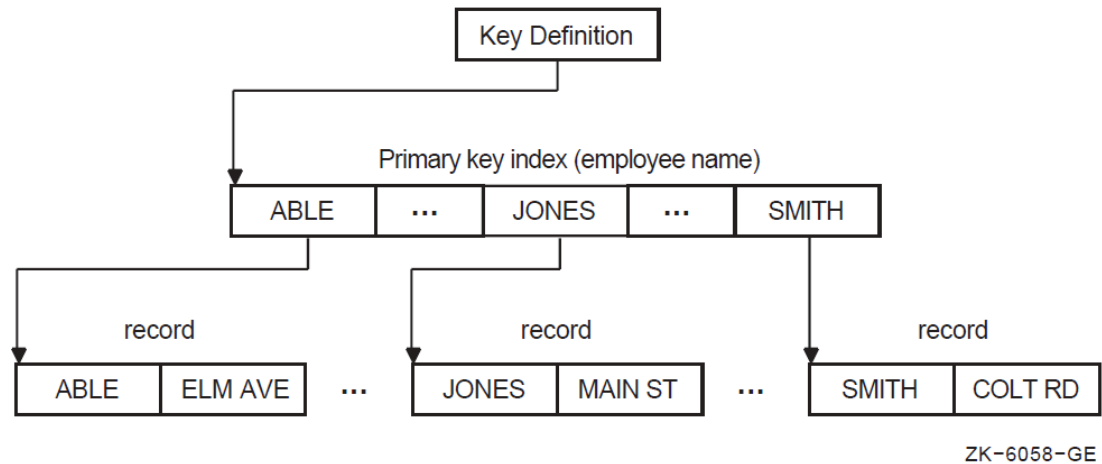 Key Definition
Primary key index (employee name)
ABLE ... JONES ... SMITH
record record record
ABLE ELM AVE ... JONES MAIN ST ... SMITH COLT RD
ZK-6058-GE